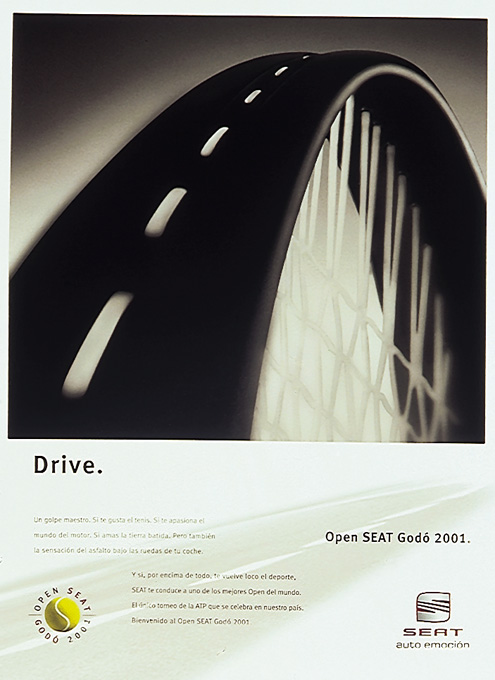 Drive.
Un golpe maestro. Si te gusta el tenis. Si te apasiona el
mundo del motor. Si amas la tierra batida. Pero también
la sensación del asfalto bajo las ruedas de tu coche.
Open SEAT Godó 2001.
Y si, por encima de todo, te vuelve loco el deporte,
SEAT te conduce a uno de los mejores Open del mundo.
El único torneo de la ATP que se celebra en nuestro país.
Bienvenido al Open SEAT Godó 2001
OPEN SEAT
GODÓ 2001
SEAT
auto emoción